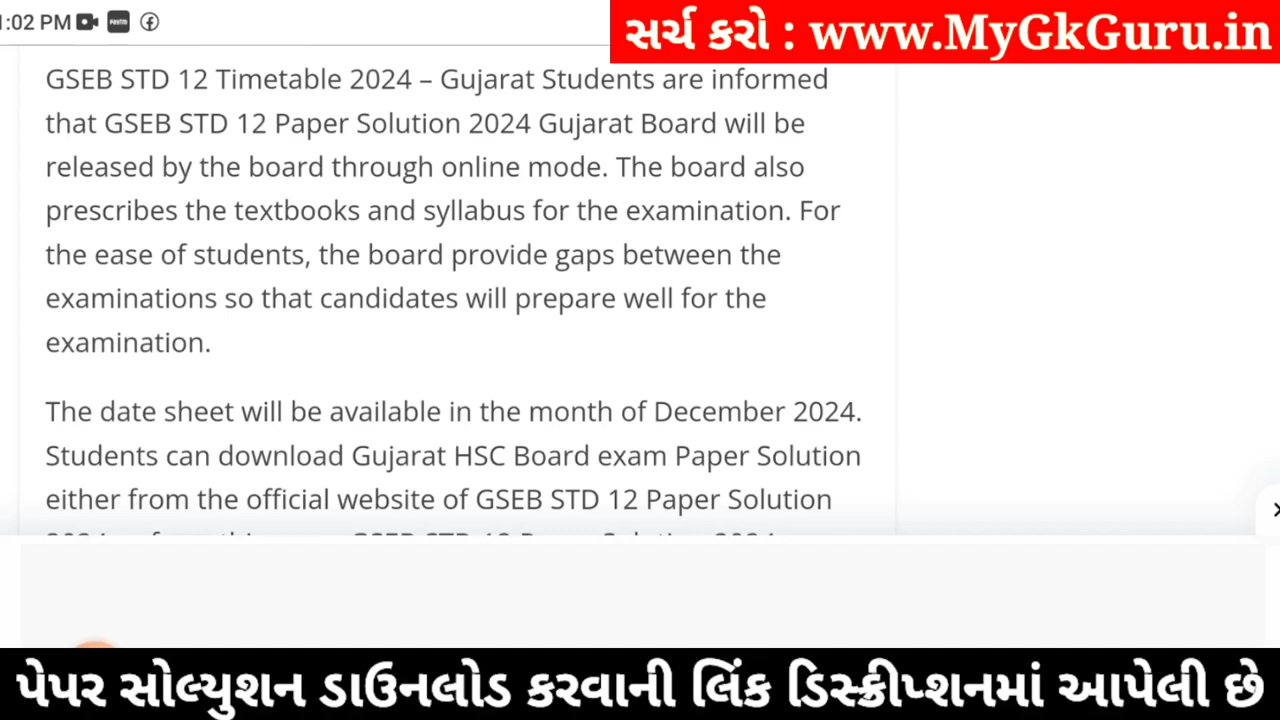 1:02 PM
સર્ચ કરો : www.MyGkGuru.in
GSEB STD 12 Timetable 2024 – Gujarat Students are informed
that GSEB STD 12 Paper Solution 2024 Gujarat Board will be
released by the board through online mode. The board also
prescribes the textbooks and syllabus for the examination. For
the ease of students, the board provide gaps between the
examinations so that candidates will prepare well for the
examination.
The date sheet will be available in the month of December 2024.
Students can download Gujarat HSC Board exam Paper Solution
either from the official website of GSEB STD 12 Paper Solution
પેપર સોલ્યુશન ડાઉનલોડ કરવાની લિંક ડિસ્ક્રીપ્શનમાં આપેલી છે